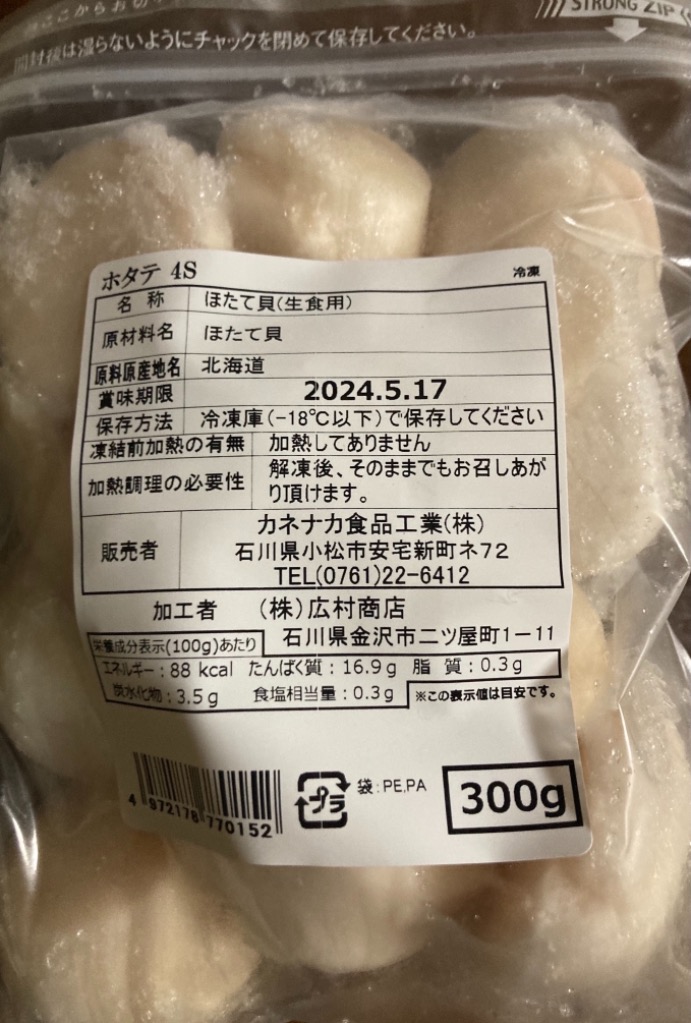 ここからお
開封後は湿らないようにチャックを閉めて保存してください。
STRONG ZIP
ホタテ 4S 冷凍
名称 ほたて貝(生食用)
原材料名 ほたて貝
原料原産地名 北海道
賞味期限 2024.5.17
保存方法 冷凍庫(-18℃以下)で保存してください
凍結前加熱の有無 加熱してありません
加熱調理の必要性 解凍後、そのままでもお召しあが
り頂けます。
販売者 カネナカ食品工業(株)
石川県小松市安宅新町ネ72
TEL(0761)22-6412
加工者 (株)広村商店
石川県金沢市二ツ屋町1-11
栄養成分表示(100g)あたり
エネルギー:88 kcal たんぱく質:16.9g 脂質:0.3g
炭水化物:3.5g 食塩相当量:0.3g ※この表示値は目安です。
4 972178 770152
プラ 袋:PE,PA
300g